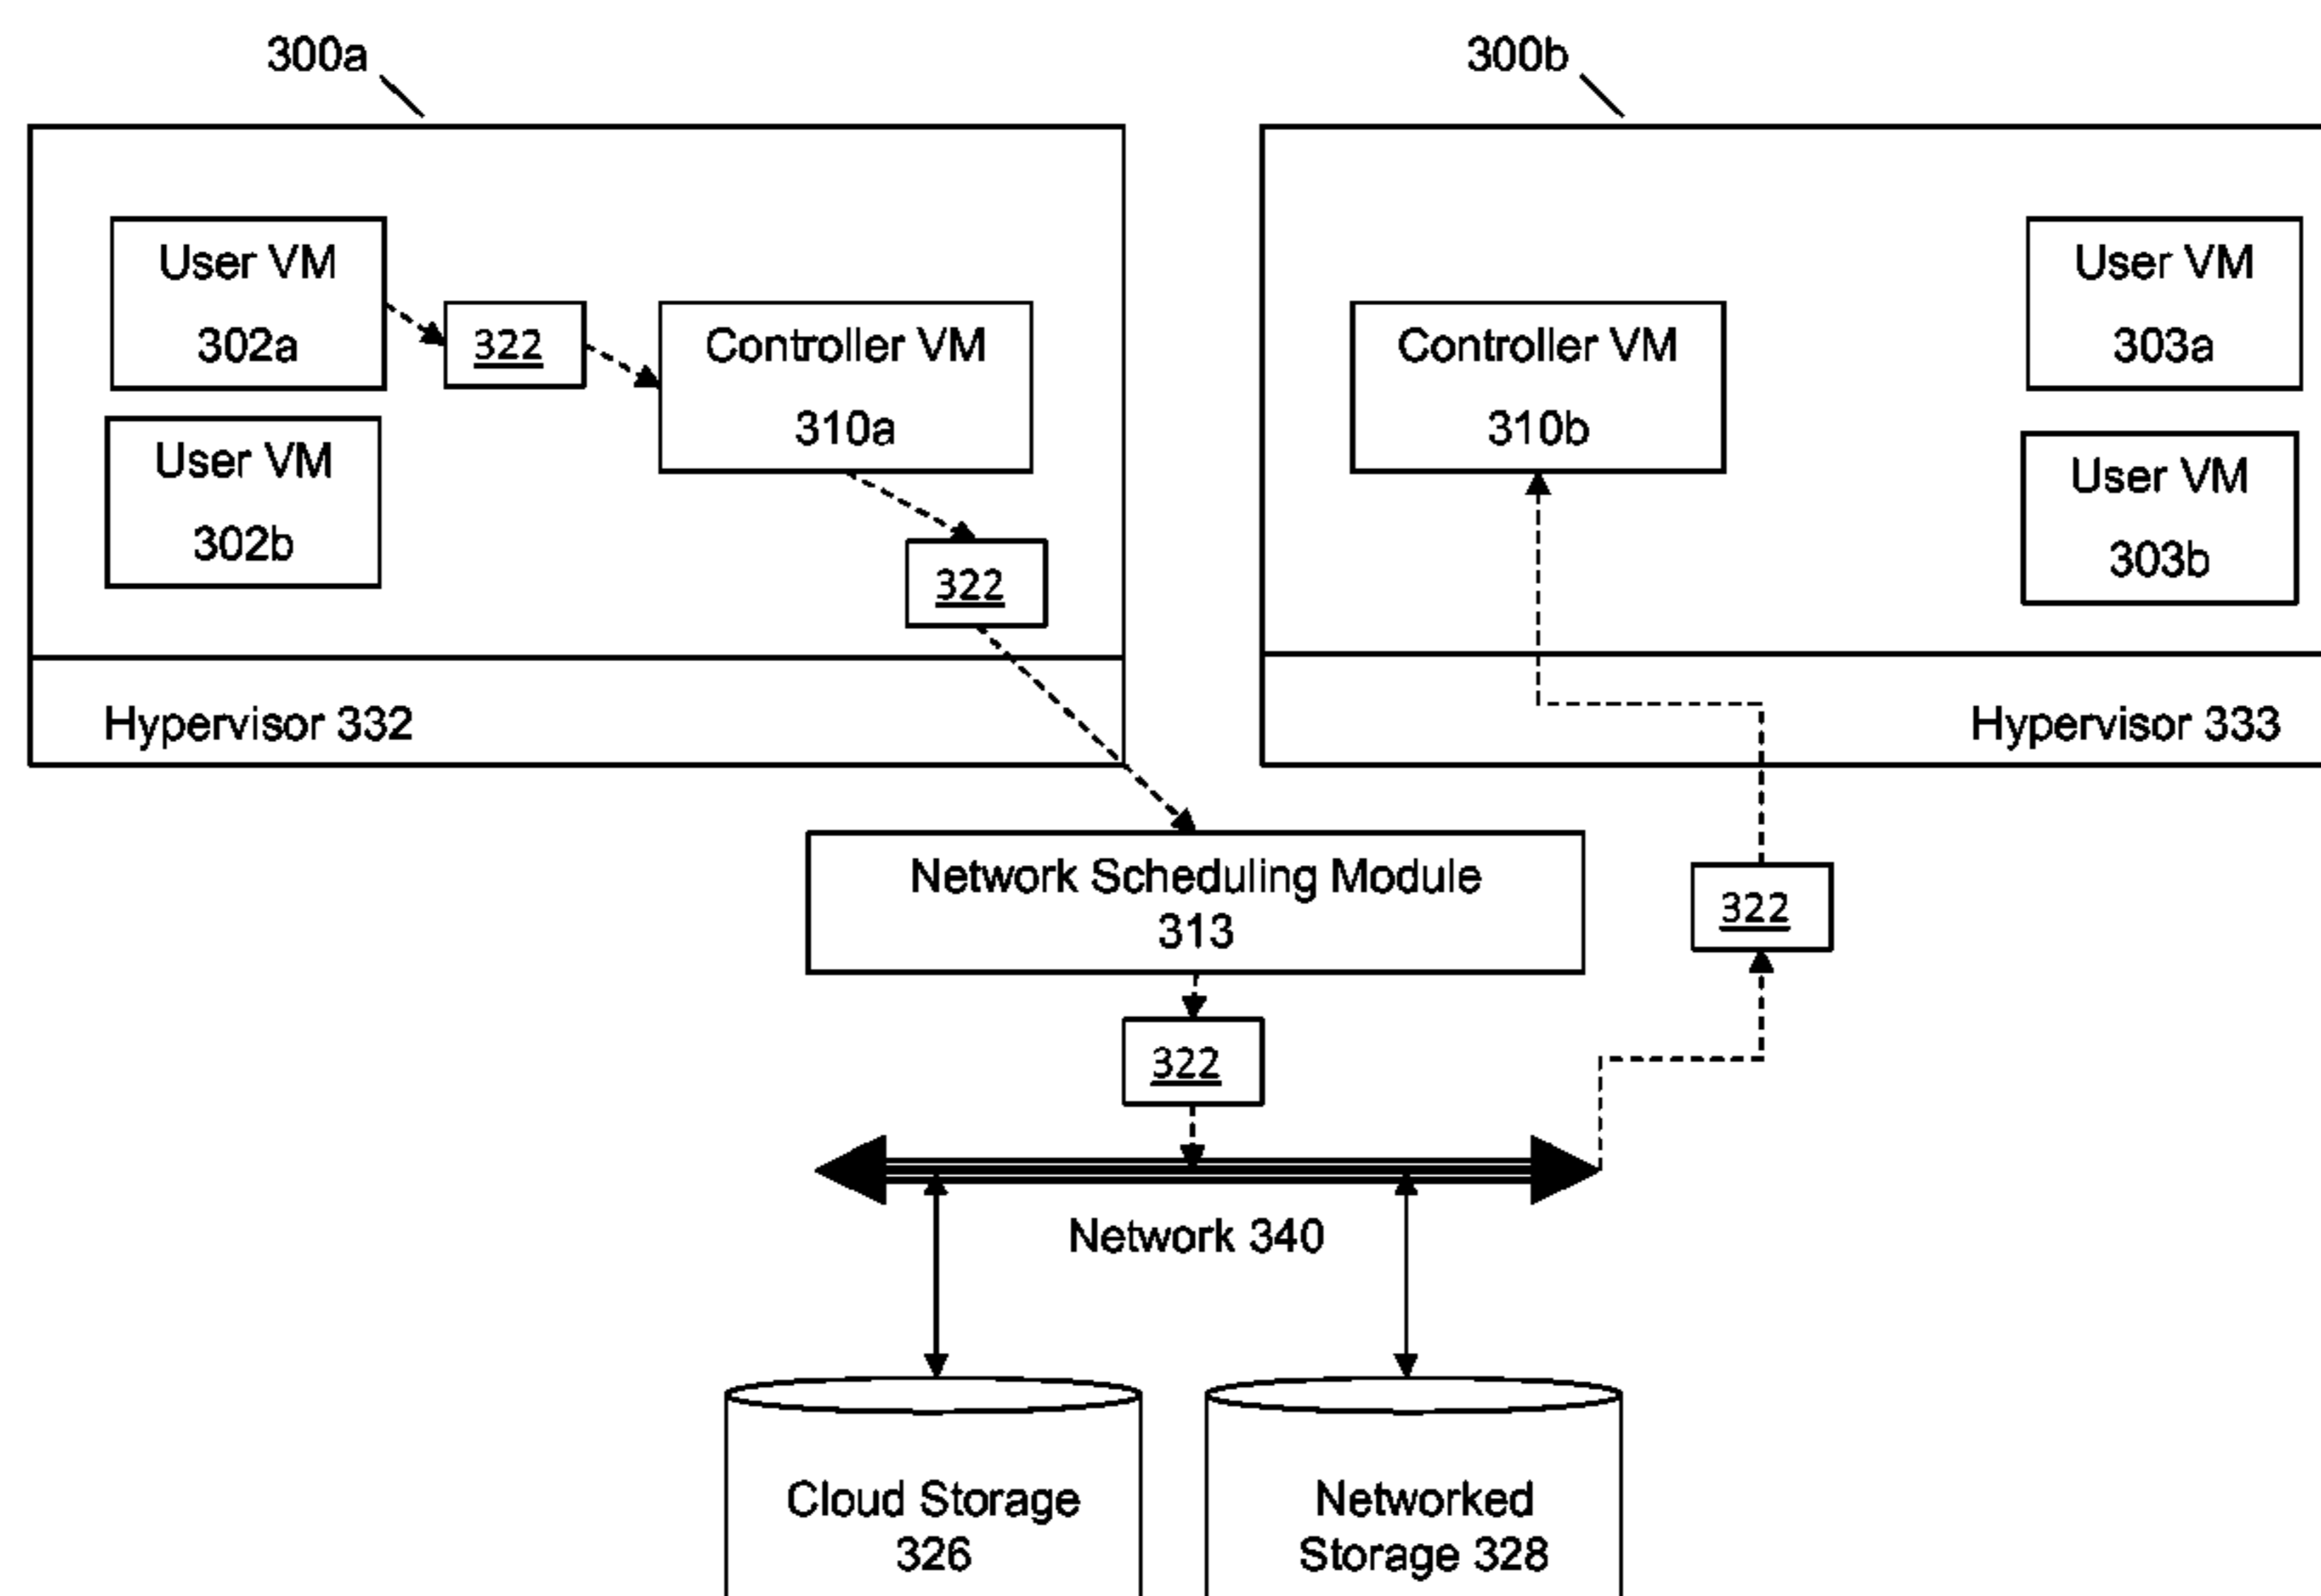 300a
300b
User VM
302a
322
Controller VM
310a
User VM
302b
322
Hypervisor 332
Controller VM
310b
User VM
303a
User VM
303b
Hypervisor 333
Network Scheduling Module
313
322
322
Network 340
Cloud Storage
326
Networked
Storage 328